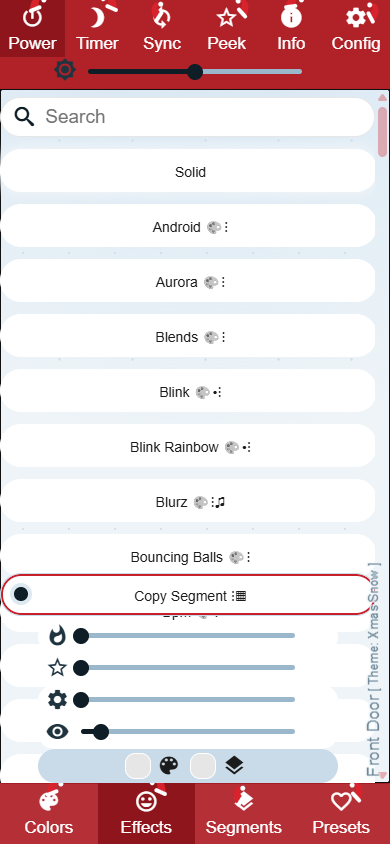 Power Timer Sync Peek Info Config
Search
Solid
Android
Aurora
Blends
Blink
Blink Rainbow
Blurz
Bouncing Balls
Copy Segment
Front Door [ Theme: Xmas-Snow ]
Colors Effects Segments Presets